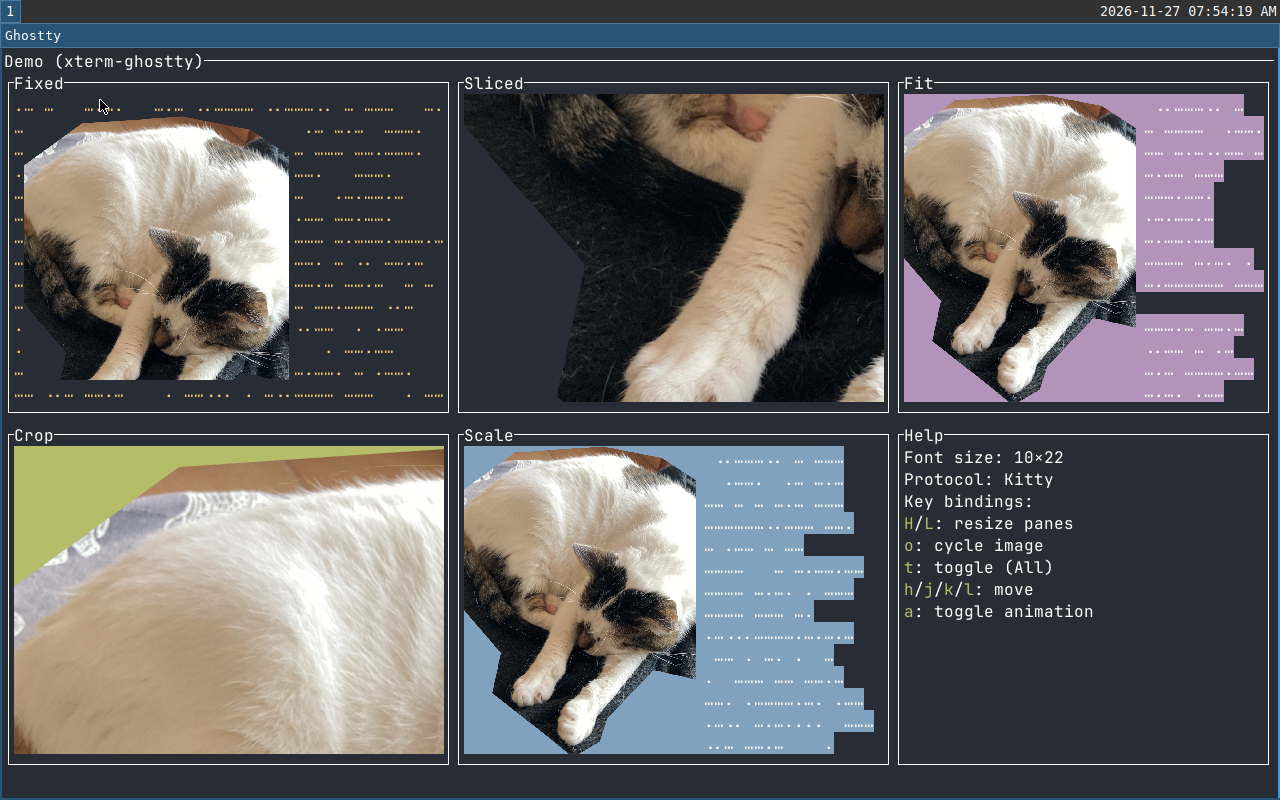 1
2026-11-27 07:54:19 AM
Ghostty
Demo (xterm-ghostty)
Fixed
Sliced
Fit
Crop
Scale
Help
Font size: 10×22
Protocol: Kitty
Key bindings:
H/L: resize panes
o: cycle image
t: toggle (All)
h/j/k/l: move
a: toggle animation